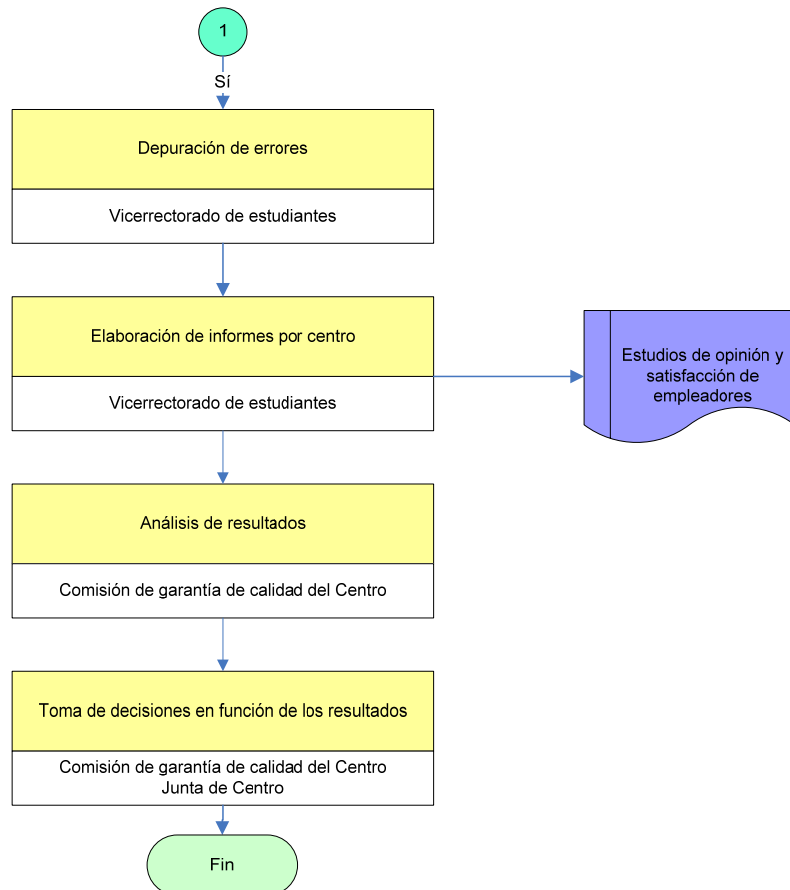 1
Sí
Depuración de errores
Vicerrectorado de estudiantes
Elaboración de informes por centro
Vicerrectorado de estudiantes
Estudios de opinión y
satisfacción de
empleadores
Análisis de resultados
Comisión de garantía de calidad del Centro
Toma de decisiones en función de los resultados
Comisión de garantía de calidad del Centro
Junta de Centro
Fin